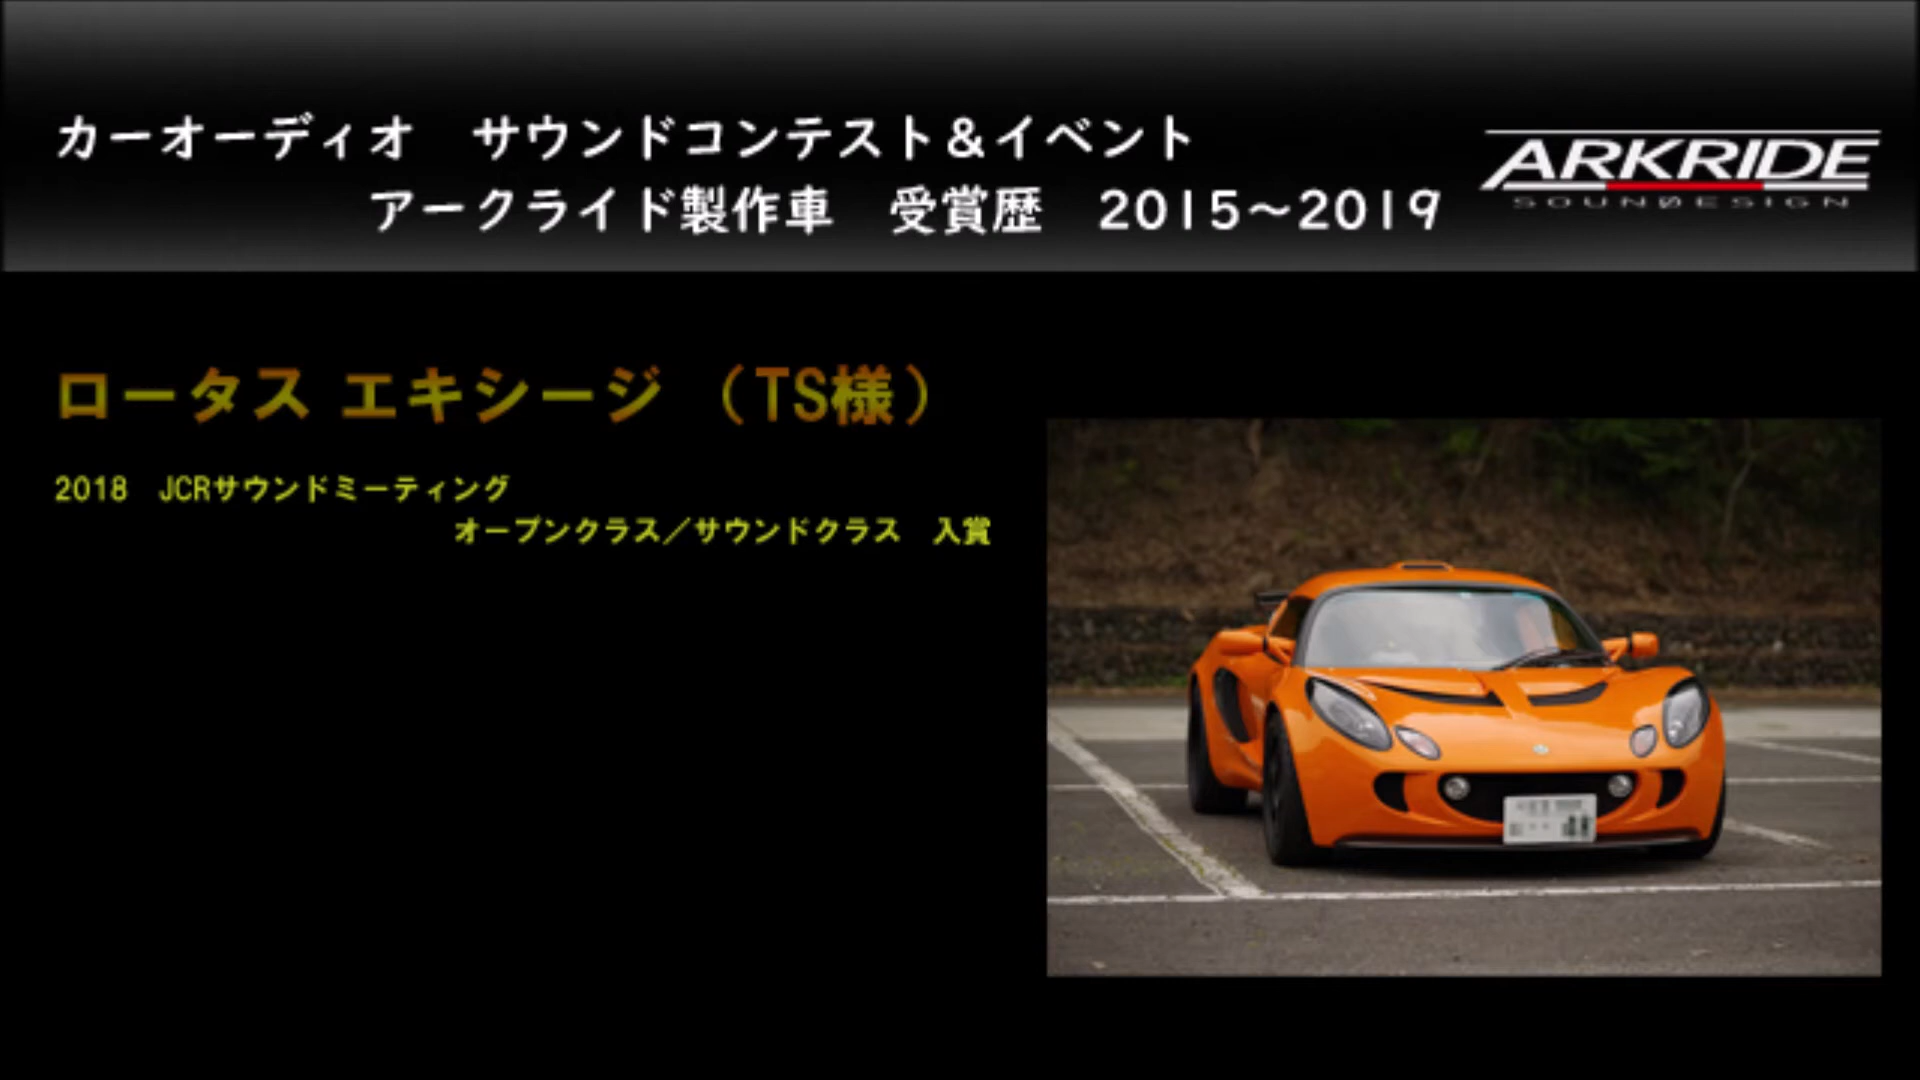 カーオーディオ　サウンドコンテスト＆イベント
アークライド製作車　受賞歴　2015～2019
ARKRIDE
SOUNDESIGN
ロータス エキシージ （TS様）
2018　JCRサウンドミーティング
オープンクラス／サウンドクラス　入賞